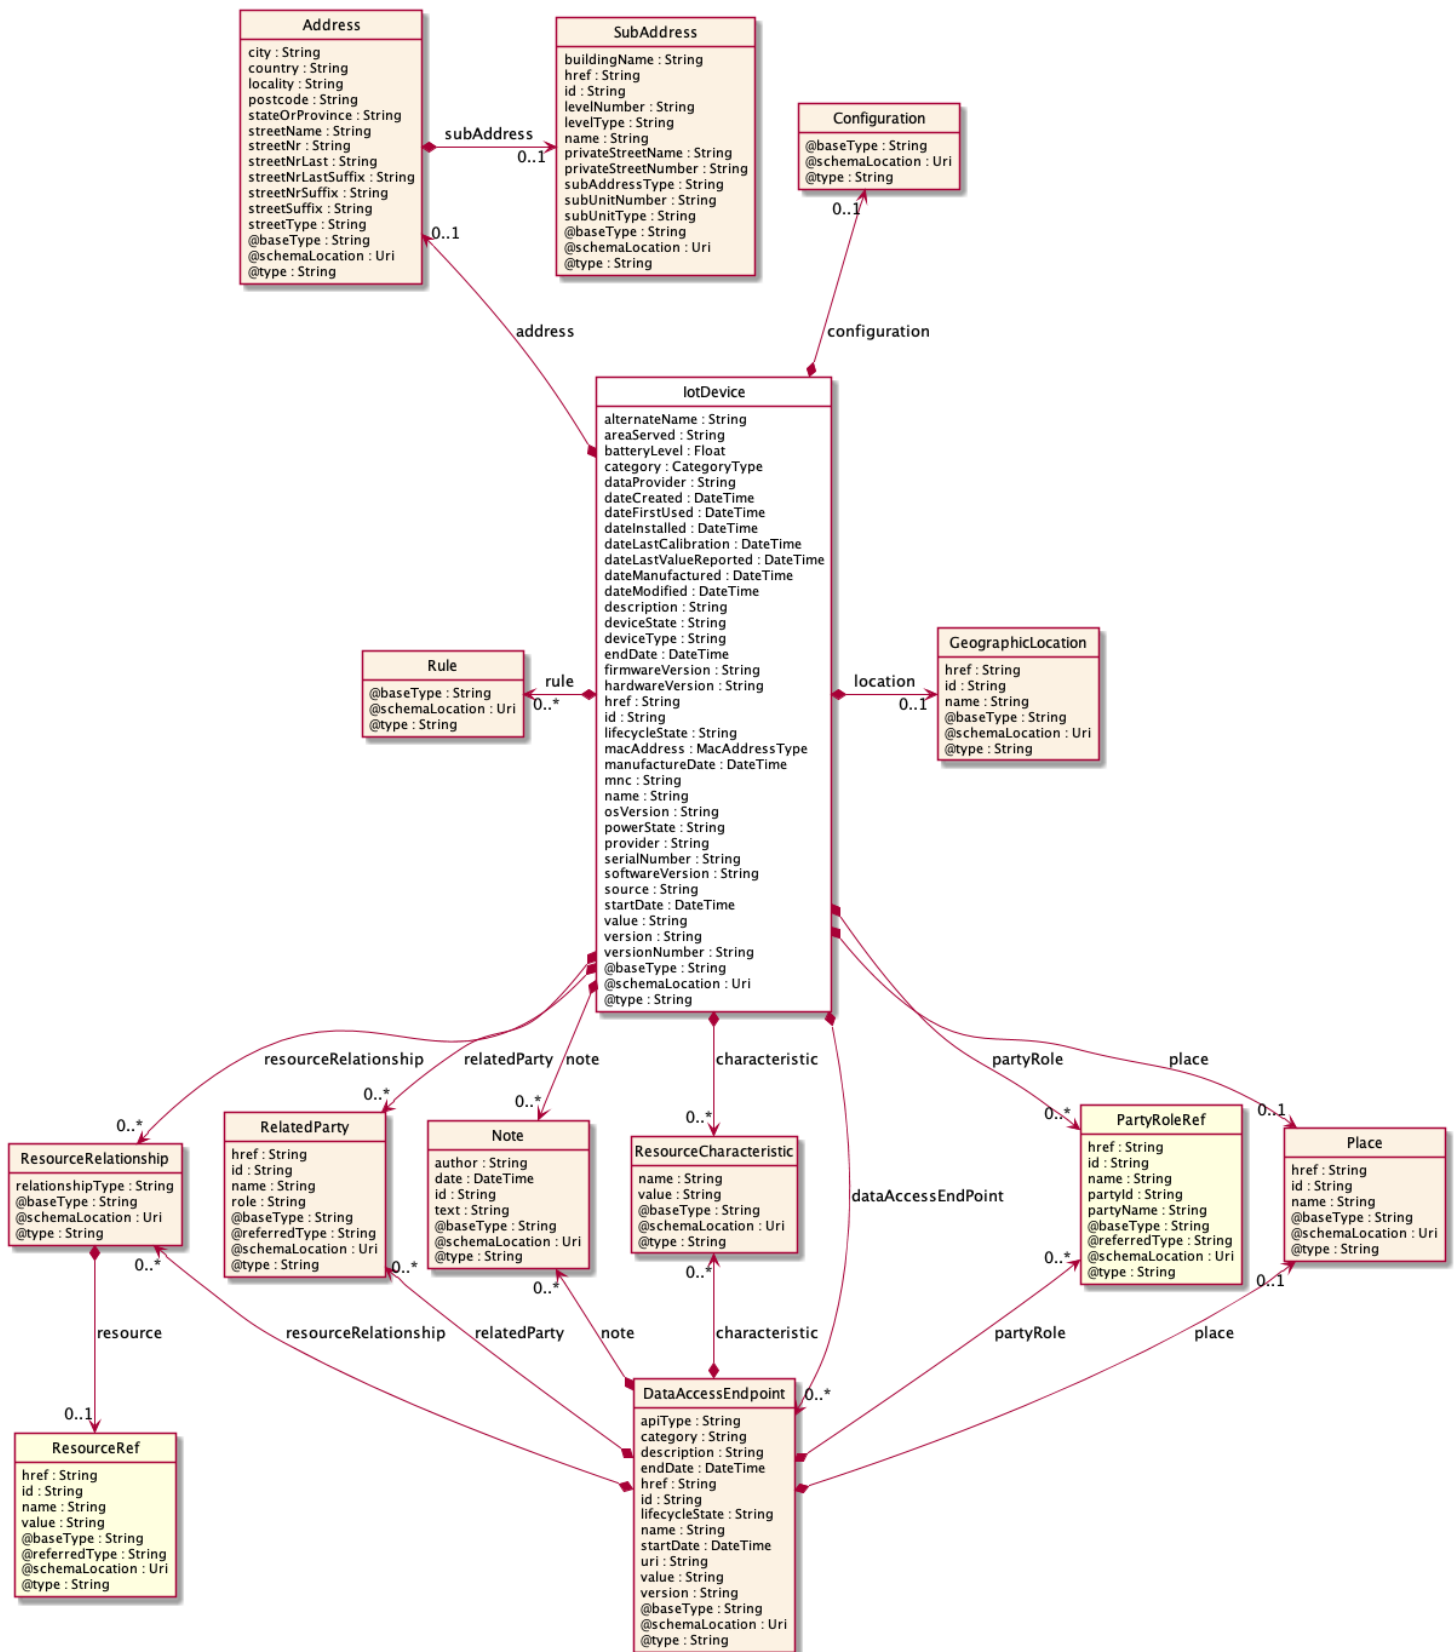 Address
city : String
country : String
locality : String
postcode : String
stateOrProvince : String
streetName : String
streetNr : String
streetNrLast : String
streetNrLastSuffix : String
streetNrSuffix : String
streetSuffix : String
streetType : String
@baseType : String
@schemaLocation : Uri
@type : String
subAddress
0..1
SubAddress
buildingName : String
href : String
id : String
levelNumber : String
levelType : String
name : String
privateStreetName : String
privateStreetNumber : String
subAddressType : String
subUnitNumber : String
subUnitType : String
@baseType : String
@schemaLocation : Uri
@type : String
Configuration
@baseType : String
@schemaLocation : Uri
@type : String
0..1
0..1
address
configuration
IotDevice
alternateName : String
areaServed : String
batteryLevel : Float
category : CategoryType
dataProvider : String
dateCreated : DateTime
dateFirstUsed : DateTime
dateInstalled : DateTime
dateLastCalibration : DateTime
dateLastValueReported : DateTime
dateManufactured : DateTime
dateModified : DateTime
description : String
deviceState : String
deviceType : String
endDate : DateTime
firmwareVersion : String
hardwareVersion : String
href : String
id : String
lifecycleState : String
macAddress : MacAddressType
manufactureDate : DateTime
mnc : String
name : String
osVersion : String
powerState : String
provider : String
serialNumber : String
softwareVersion : String
source : String
startDate : DateTime
value : String
version : String
versionNumber : String
@baseType : String
@schemaLocation : Uri
@type : String
Rule
@baseType : String
@schemaLocation : Uri
@type : String
rule
0..*
location
0..1
GeographicLocation
href : String
id : String
name : String
@baseType : String
@schemaLocation : Uri
@type : String
resourceRelationship
relatedParty
note
characteristic
partyRole
place
0..*
0..*
0..*
0..*
0..*
0..1
ResourceRelationship
relationshipType : String
@baseType : String
@schemaLocation : Uri
@type : String
RelatedParty
href : String
id : String
name : String
role : String
@baseType : String
@referredType : String
@schemaLocation : Uri
@type : String
Note
author : String
date : DateTime
id : String
text : String
@baseType : String
@schemaLocation : Uri
@type : String
ResourceCharacteristic
name : String
value : String
@baseType : String
@schemaLocation : Uri
@type : String
dataAccessEndPoint
PartyRoleRef
href : String
id : String
name : String
partyId : String
partyName : String
@baseType : String
@referredType : String
@schemaLocation : Uri
@type : String
Place
href : String
id : String
name : String
@baseType : String
@schemaLocation : Uri
@type : String
0..*
0..*
0..*
0..*
0..*
0..1
resource
resourceRelationship
relatedParty
note
characteristic
partyRole
place
0..1
0..*
ResourceRef
href : String
id : String
name : String
value : String
@baseType : String
@referredType : String
@schemaLocation : Uri
@type : String
DataAccessEndpoint
apiType : String
category : String
description : String
endDate : DateTime
href : String
id : String
lifecycleState : String
name : String
startDate : DateTime
uri : String
value : String
version : String
@baseType : String
@schemaLocation : Uri
@type : String